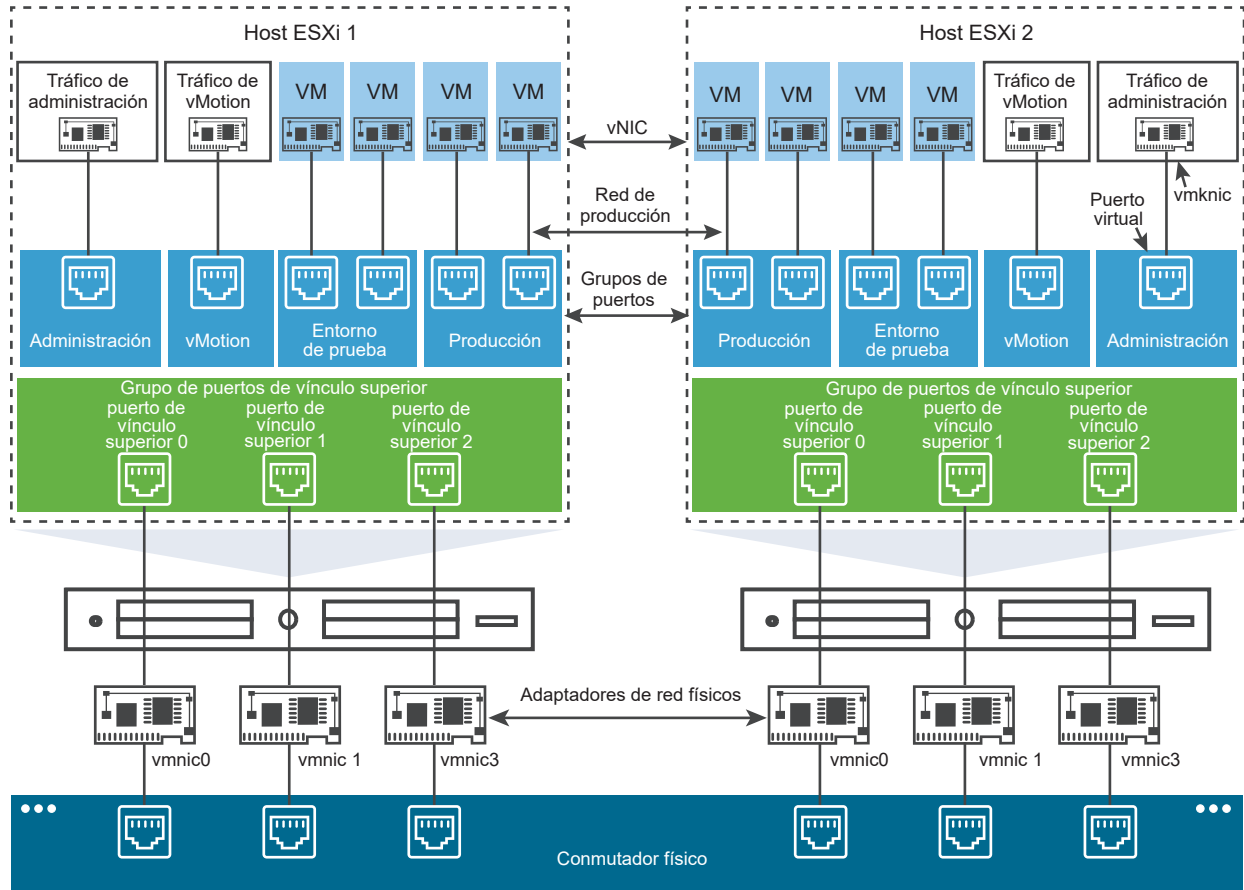 Host ESXi 1
Host ESXi 2
Tráfico de
administración
Tráfico de
vMotion
VM
VM
VM
VM
vNIC
VM
VM
VM
VM
Tráfico de
vMotion
Tráfico de
administración
vmknic
Red de
producción
Puerto
virtual
Grupos de
puertos
Administración
vMotion
Entorno
de prueba
Producción
Producción
Entorno
de prueba
vMotion
Administración
Grupo de puertos de vínculo superior
puerto de
vínculo
superior 0
puerto de
vínculo
superior 1
puerto de
vínculo
superior 2
Grupo de puertos de vínculo superior
puerto de
vínculo
superior 0
puerto de
vínculo
superior 1
puerto de
vínculo
superior 2
Adaptadores de red físicos
vmnic0
vmnic 1
vmnic3
vmnic0
vmnic 1
vmnic3
Conmutador físico